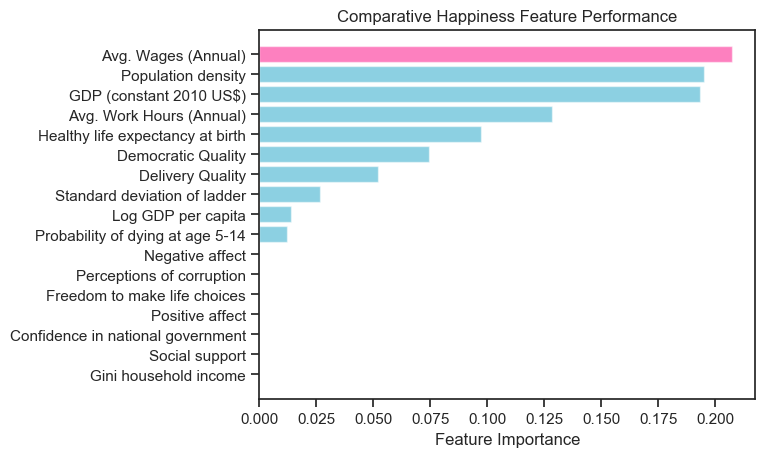 Comparative Happiness Feature Performance
Avg. Wages (Annual)
Population density
GDP (constant 2010 US$)
Avg. Work Hours (Annual)
Healthy life expectancy at birth
Democratic Quality
Delivery Quality
Standard deviation of ladder
Log GDP per capita
Probability of dying at age 5-14
Negative affect
Perceptions of corruption
Freedom to make life choices
Positive affect
Confidence in national government
Social support
Gini household income
0.000 0.025 0.050 0.075 0.100 0.125 0.150 0.175 0.200
Feature Importance